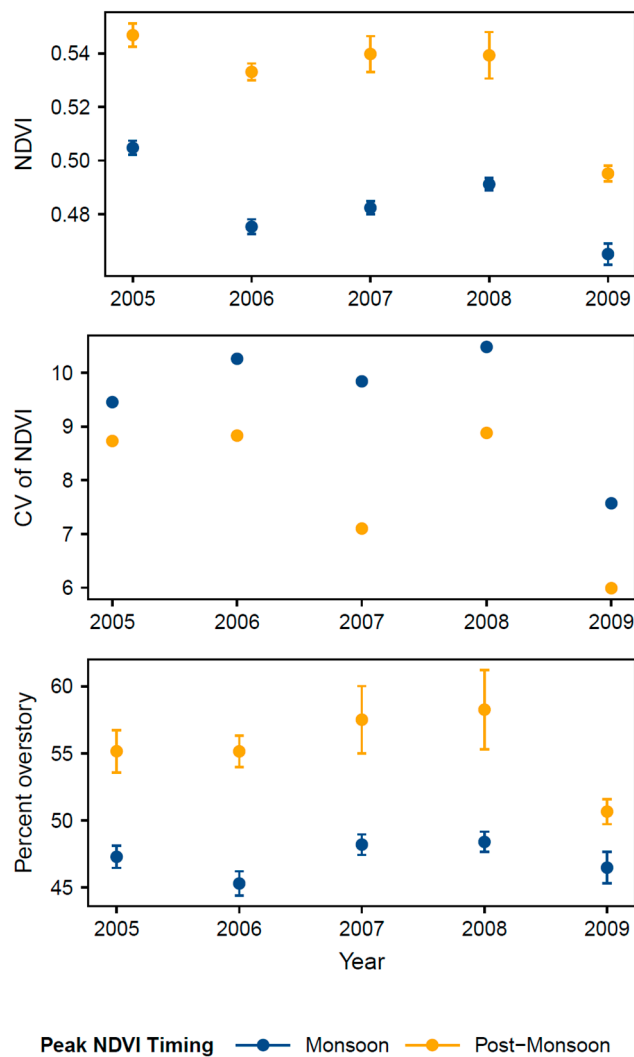 NDVI
0.54
0.52
0.50
0.48
2005 2006 2007 2008 2009
CV of NDVI
10
9
8
7
6
2005 2006 2007 2008 2009
Percent overstory
60
55
50
45
2005 2006 2007 2008 2009
Year
Peak NDVI Timing Monsoon Post−Monsoon